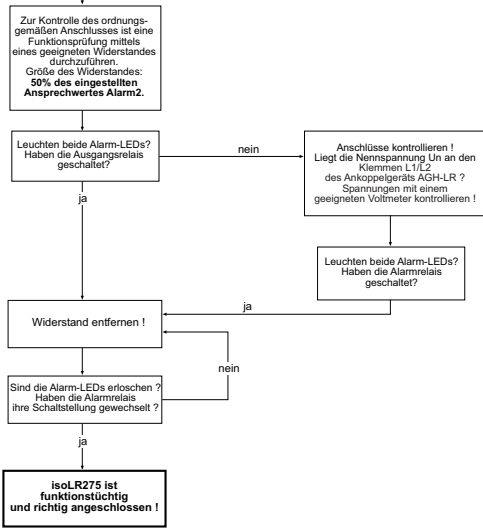 Zur Kontrolle des ordnungs-
gemäßen Anschlusses ist eine
Funktionsprüfung mittels
eines geeigneten Widerstandes
durchzuführen.
Größe des Widerstandes:
50% des eingestellten
Ansprechwertes Alarm2.
Leuchten beide Alarm-LEDs?
Haben die Ausgangsrelais
geschaltet?
nein
Anschlüsse kontrollieren !
Liegt die Nennspannung Un an den
Klemmen L1/L2
des Ankoppelgeräts AGH-LR ?
Spannungen mit einem
geeigneten Voltmeter kontrollieren !
ja
Leuchten beide Alarm-LEDs?
Haben die Alarmrelais
geschaltet?
ja
Widerstand entfernen !
nein
Sind die Alarm-LEDs erloschen ?
Haben die Alarmrelais
ihre Schaltstellung gewechselt ?
ja
isoLR275 ist
funktionstüchtig
und richtig angeschlossen !